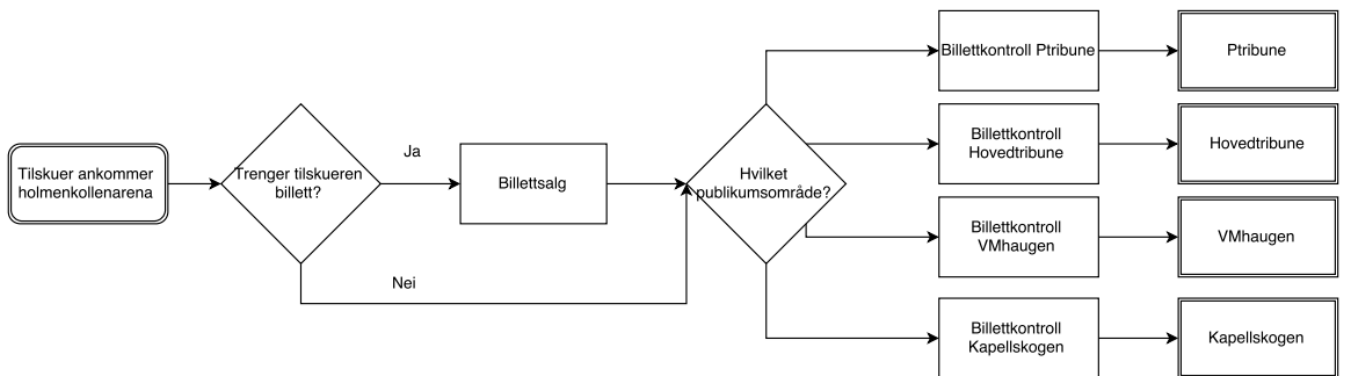 Tilskuer ankommer
holmenkollenarena
Trenger tilskueren
billett?
Ja
Nei
Billettsalg
Hvilket
publikumsområde?
Billettkontroll Ptribune
Ptribune
Billettkontroll
Hovedtribune
Hovedtribune
Billettkontroll
VMhaugen
VMhaugen
Billettkontroll
Kapellskogen
Kapellskogen